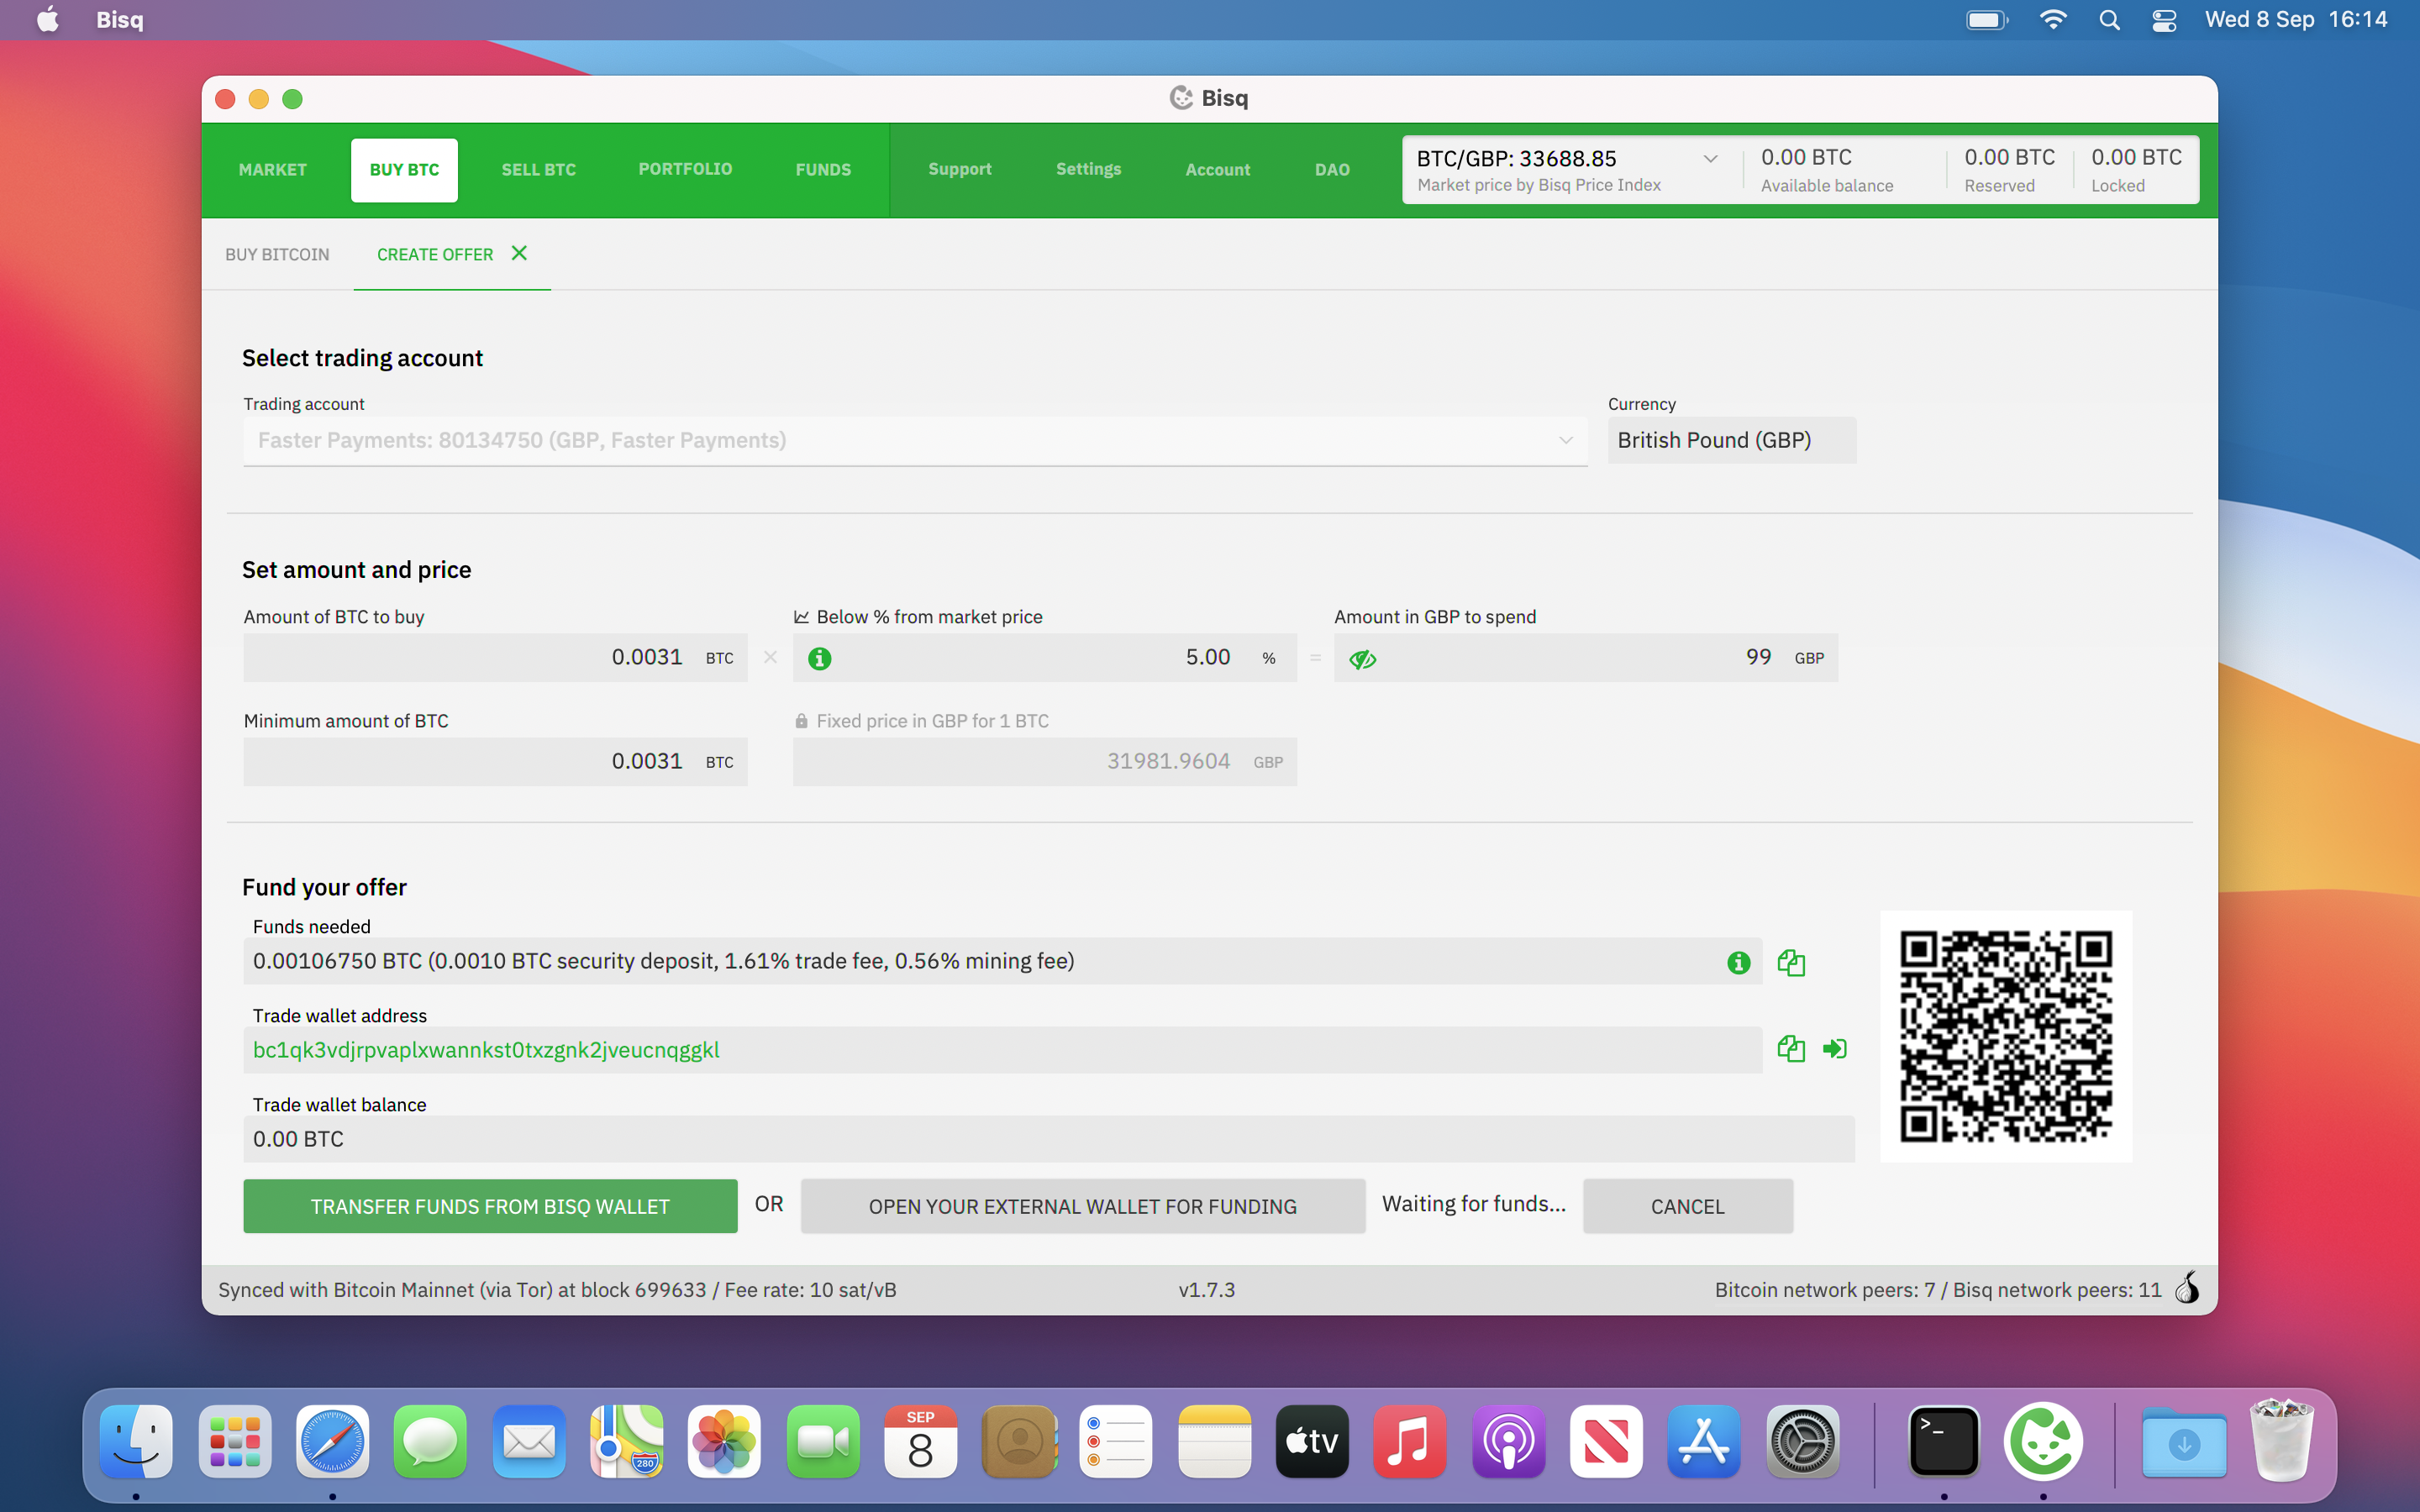 Bisq
Wed 8 Sep 16:14
Bisq
MARKET
BUY BTC
SELL BTC
PORTFOLIO
FUNDS
Support
Settings
Account
DAO
BTC/GBP: 33688.85
Market price by Bisq Price Index
0.00 BTC
Available balance
0.00 BTC
Reserved
0.00 BTC
Locked
BUY BITCOIN
CREATE OFFER
Select trading account
Trading account
Faster Payments: 80134750 (GBP, Faster Payments)
Currency
British Pound (GBP)
Set amount and price
Amount of BTC to buy
0.0031 BTC
×
Below % from market price
5.00 %
=
Amount in GBP to spend
99 GBP
Minimum amount of BTC
0.0031 BTC
Fixed price in GBP for 1 BTC
31981.9604 GBP
Fund your offer
Funds needed
0.00106750 BTC (0.0010 BTC security deposit, 1.61% trade fee, 0.56% mining fee)
Trade wallet address
bc1qk3vdjrpvaplxwannkst0txzgnk2jveucnqggkl
Trade wallet balance
0.00 BTC
TRANSFER FUNDS FROM BISQ WALLET
OR
OPEN YOUR EXTERNAL WALLET FOR FUNDING
Waiting for funds...
CANCEL
Synced with Bitcoin Mainnet (via Tor) at block 699633 / Fee rate: 10 sat/vB
v1.7.3
Bitcoin network peers: 7 / Bisq network peers: 11
280
SEP
8
tv
>_